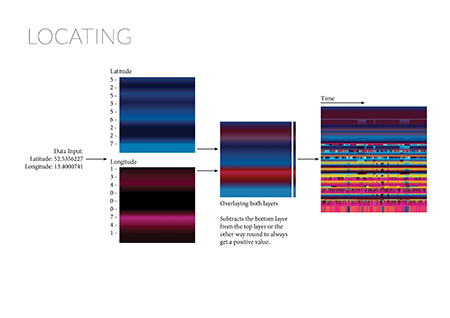 LOCATING
Latitude
5 -
2 -
5 -
3 -
5 -
6 -
2 -
2 -
7 -
Data Input:
Latitude: 52.5356227
Longitude: 13.4000741
Longitude
1 -
3 -
4 -
0 -
0 -
0 -
7 -
4 -
1 -
Overlaying both layers
Subtracts the bottom layer
from the top layer or the
other way round to always
get a positive value.
Time